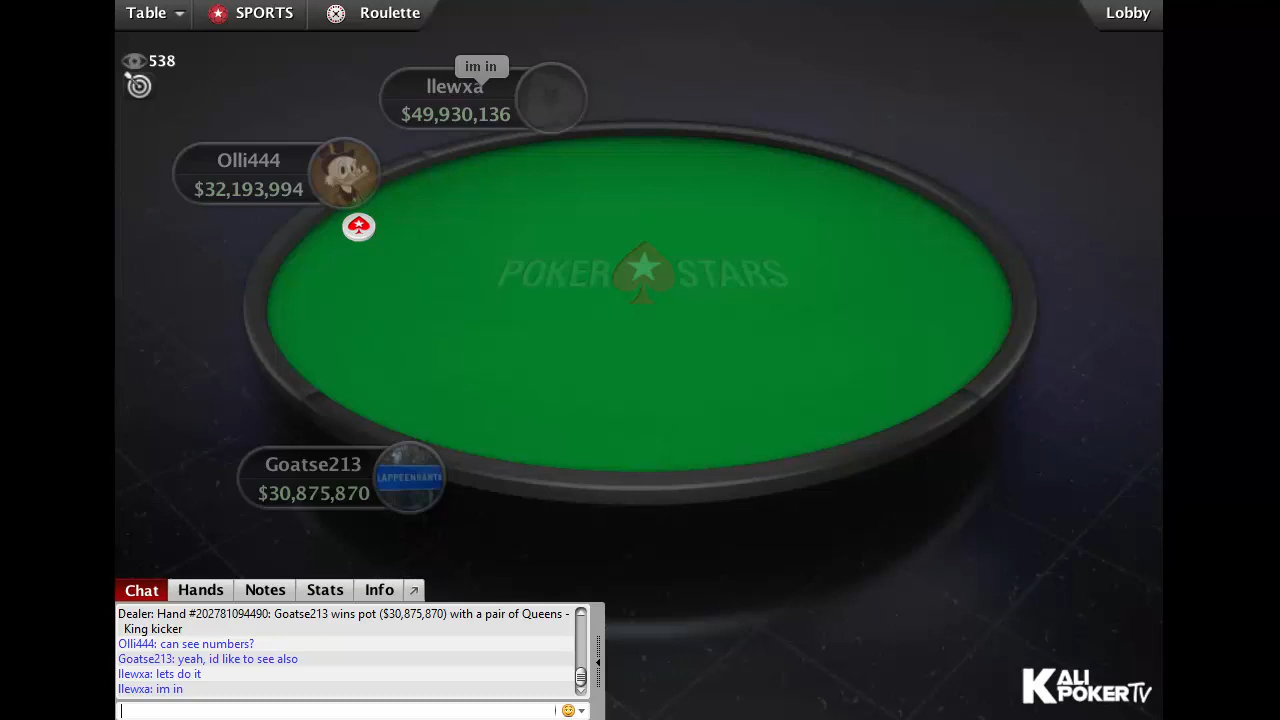 Table
SPORTS
Roulette
Lobby
538
im in
llewxa
$49,930,136
Olli444
$32,193,994
POKER STARS
Goatse213
$30,875,870
LAPPEENRANTA
Chat
Hands
Notes
Stats
Info
Dealer: Hand #202781094490: Goatse213 wins pot ($30,875,870) with a pair of Queens -
King kicker
Olli444: can see numbers?
Goatse213: yeah, id like to see also
llewxa: lets do it
llewxa: im in
KALI
POKERTV